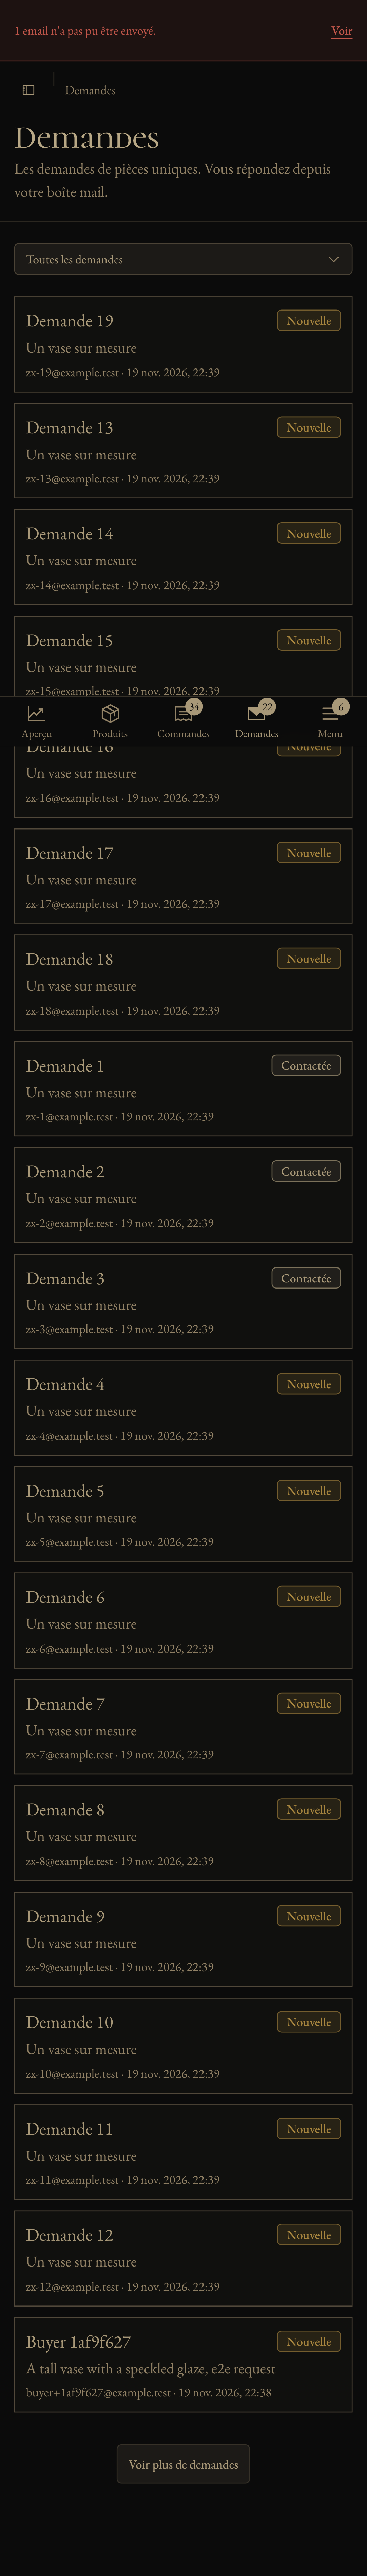 1 email n'a pas pu être envoyé.
Voir
Demandes
Demandes
Les demandes de pièces uniques. Vous répondez depuis
votre boîte mail.
Toutes les demandes
Demande 19
Nouvelle
Un vase sur mesure
zx-19@example.test · 19 nov. 2026, 22:39
Demande 13
Nouvelle
Un vase sur mesure
zx-13@example.test · 19 nov. 2026, 22:39
Demande 14
Nouvelle
Un vase sur mesure
zx-14@example.test · 19 nov. 2026, 22:39
Demande 15
Nouvelle
Un vase sur mesure
zx-15@example.test · 19 nov. 2026, 22:39
34
22
6
Aperçu
Produits
Commandes
Demandes
Menu
Demande 16
Nouvelle
Un vase sur mesure
zx-16@example.test · 19 nov. 2026, 22:39
Demande 17
Nouvelle
Un vase sur mesure
zx-17@example.test · 19 nov. 2026, 22:39
Demande 18
Nouvelle
Un vase sur mesure
zx-18@example.test · 19 nov. 2026, 22:39
Demande 1
Contactée
Un vase sur mesure
zx-1@example.test · 19 nov. 2026, 22:39
Demande 2
Contactée
Un vase sur mesure
zx-2@example.test · 19 nov. 2026, 22:39
Demande 3
Contactée
Un vase sur mesure
zx-3@example.test · 19 nov. 2026, 22:39
Demande 4
Nouvelle
Un vase sur mesure
zx-4@example.test · 19 nov. 2026, 22:39
Demande 5
Nouvelle
Un vase sur mesure
zx-5@example.test · 19 nov. 2026, 22:39
Demande 6
Nouvelle
Un vase sur mesure
zx-6@example.test · 19 nov. 2026, 22:39
Demande 7
Nouvelle
Un vase sur mesure
zx-7@example.test · 19 nov. 2026, 22:39
Demande 8
Nouvelle
Un vase sur mesure
zx-8@example.test · 19 nov. 2026, 22:39
Demande 9
Nouvelle
Un vase sur mesure
zx-9@example.test · 19 nov. 2026, 22:39
Demande 10
Nouvelle
Un vase sur mesure
zx-10@example.test · 19 nov. 2026, 22:39
Demande 11
Nouvelle
Un vase sur mesure
zx-11@example.test · 19 nov. 2026, 22:39
Demande 12
Nouvelle
Un vase sur mesure
zx-12@example.test · 19 nov. 2026, 22:39
Buyer 1af9f627
Nouvelle
A tall vase with a speckled glaze, e2e request
buyer+1af9f627@example.test · 19 nov. 2026, 22:38
Voir plus de demandes